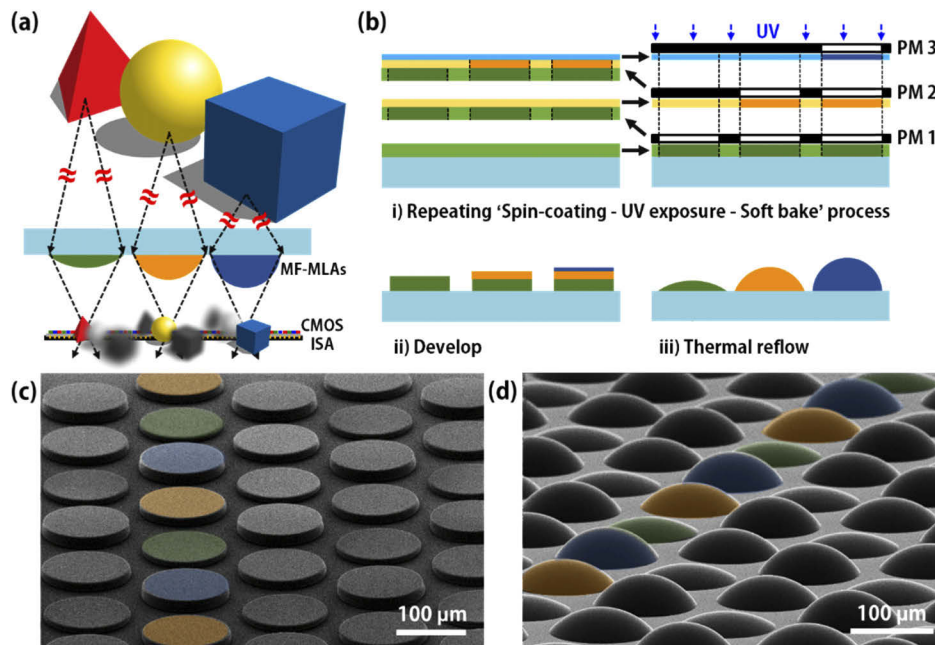 (a)
MF-MLAs
CMOS
ISA
(b)
UV
PM 3
PM 2
PM 1
i) Repeating 'Spin-coating - UV exposure - Soft bake' process
ii) Develop
iii) Thermal reflow
(c)
100 μm
(d)
100 μm